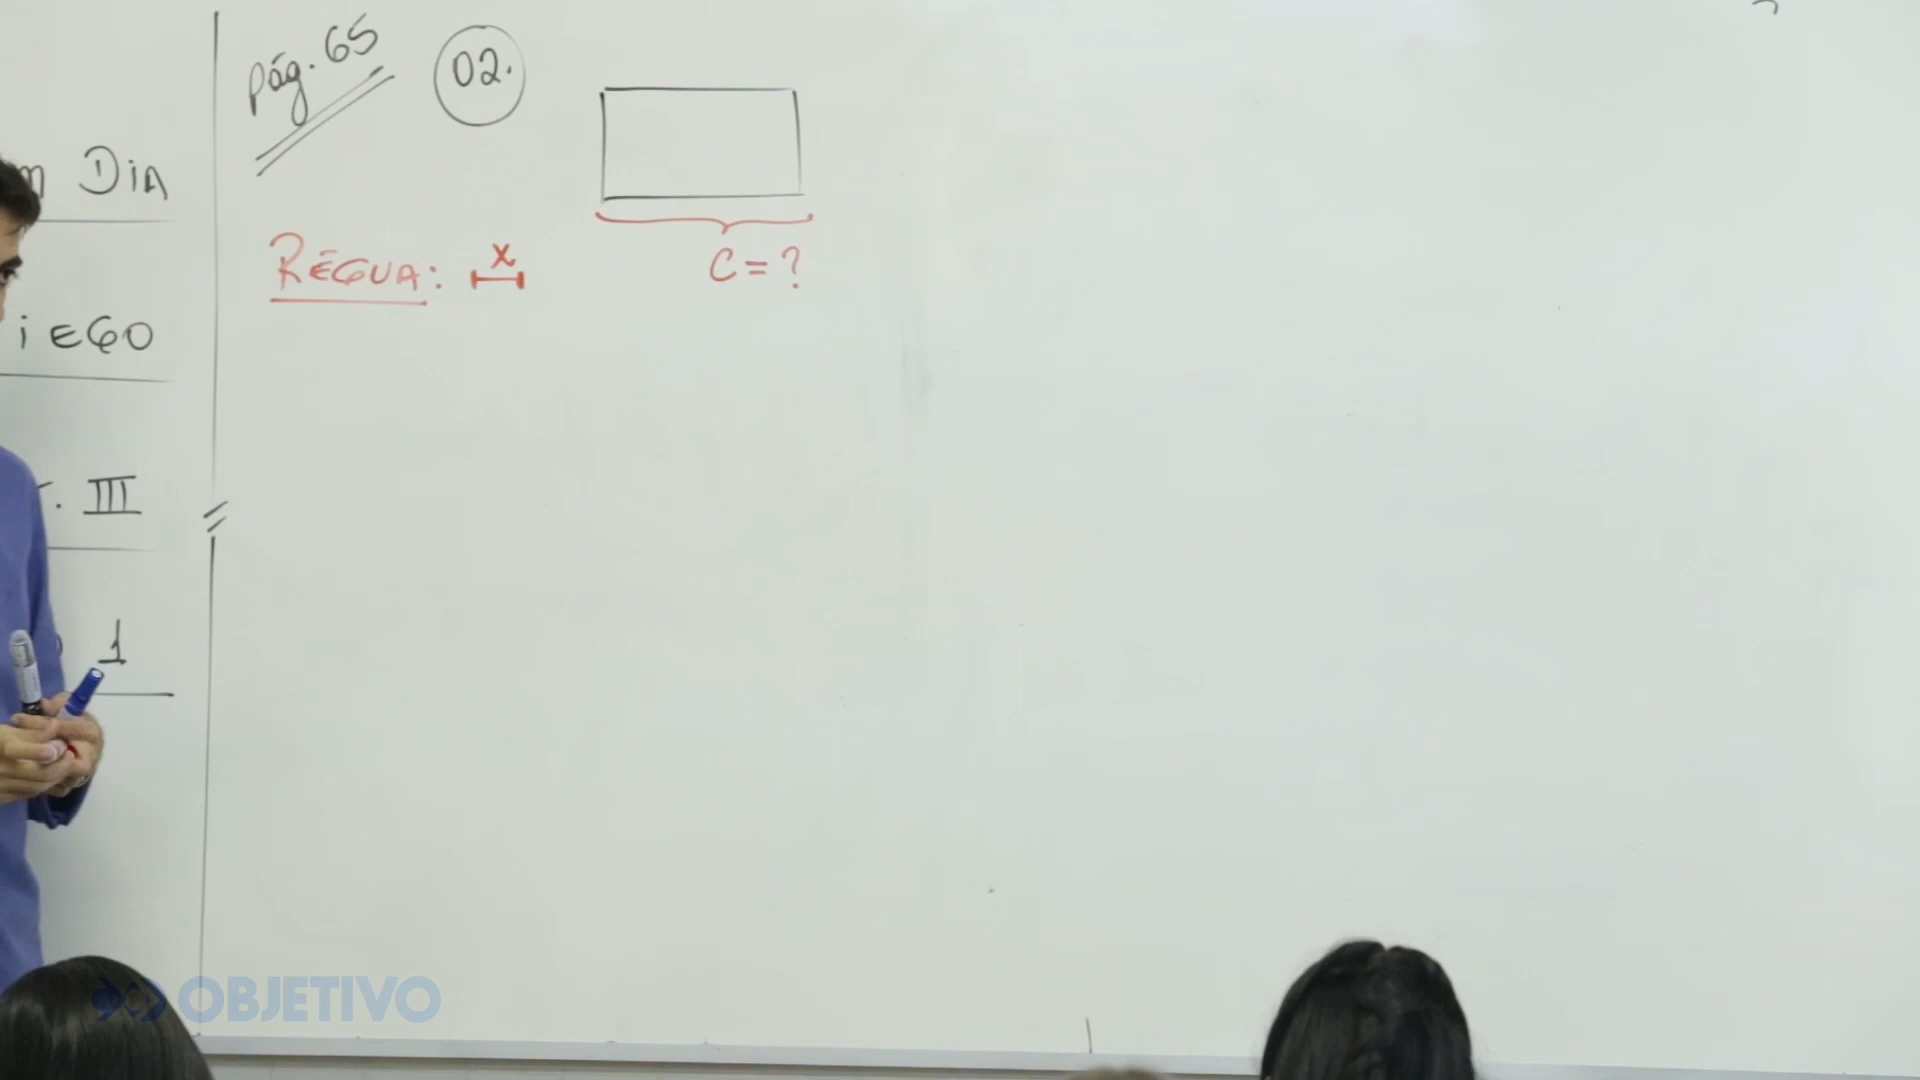 DiA
iEGO
. III
1
Pág. 65
02.
RÉGUA: x
C = ?
OBJETIVO